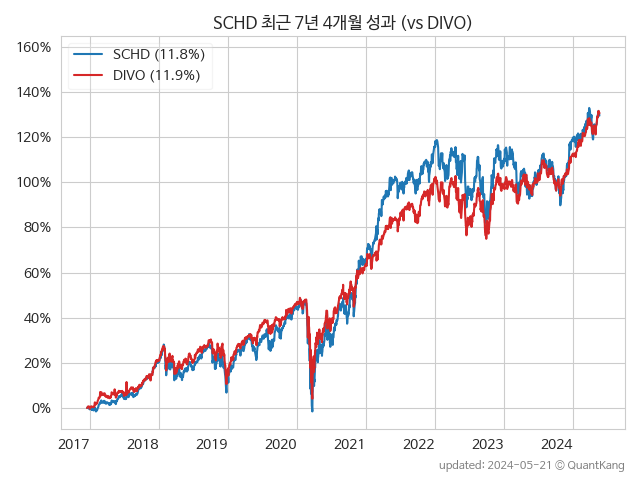 SCHD 최근 7년 4개월 성과 (vs DIVO)
SCHD (11.8%)
DIVO (11.9%)
160%
140%
120%
100%
80%
60%
40%
20%
0%
2017 2018 2019 2020 2021 2022 2023 2024
updated: 2024-05-21 © QuantKang